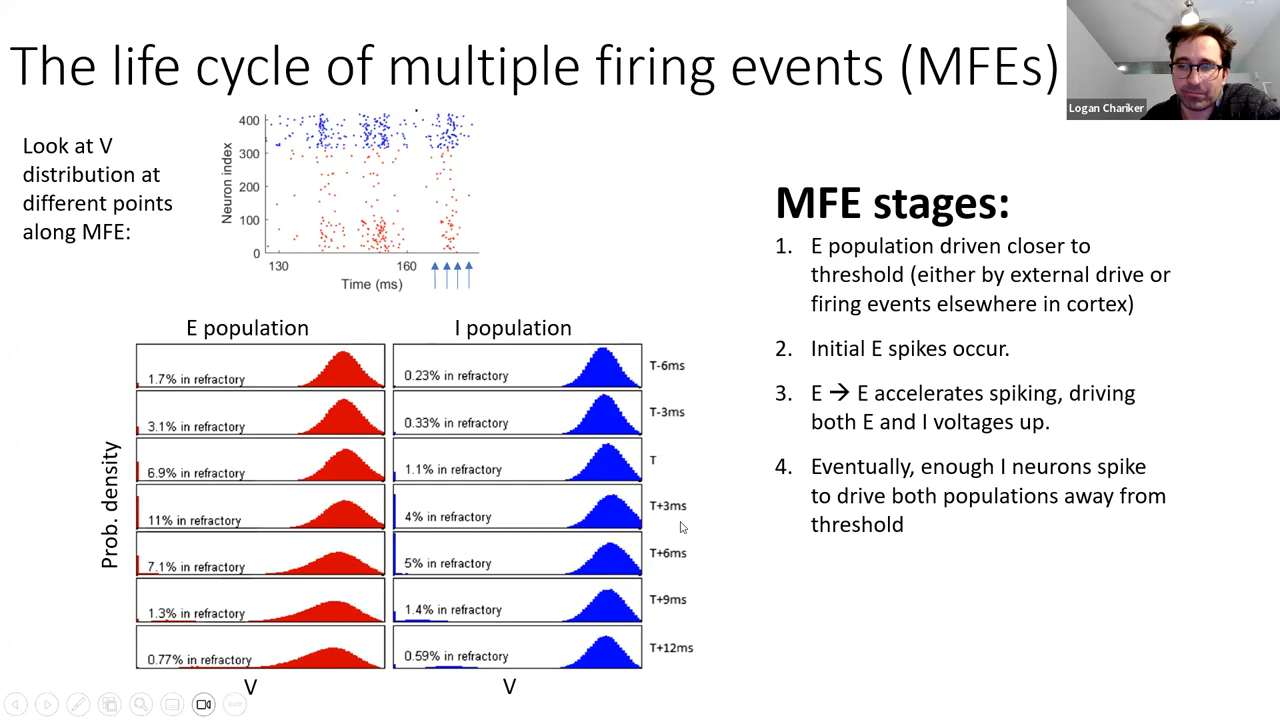 The life cycle of multiple firing events (MFEs)
Logan Chariker
Look at V
distribution at
different points
along MFE:
Neuron index
400
300
200
100
0
130
160
Time (ms)
E population
I population
Prob. density
1.7% in refractory
0.23% in refractory
T-6ms
3.1% in refractory
0.33% in refractory
T-3ms
6.9% in refractory
1.1% in refractory
T
11% in refractory
4% in refractory
T+3ms
7.1% in refractory
5% in refractory
T+6ms
1.3% in refractory
1.4% in refractory
T+9ms
0.77% in refractory
0.59% in refractory
T+12ms
V
V
MFE stages:
1. E population driven closer to
threshold (either by external drive or
firing events elsewhere in cortex)
2. Initial E spikes occur.
3. E → E accelerates spiking, driving
both E and I voltages up.
4. Eventually, enough I neurons spike
to drive both populations away from
threshold